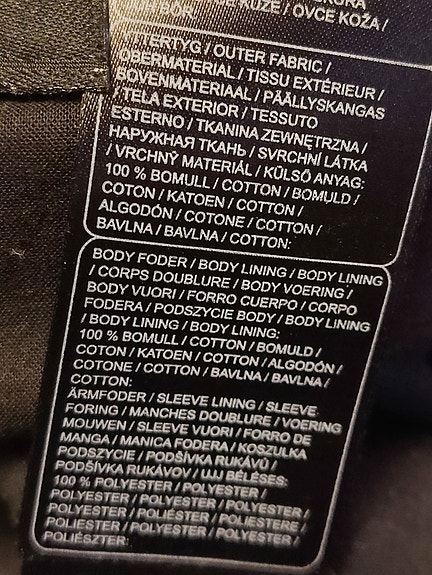 KŮRA
OVCE KUZE / OVCE KOŽA /
BŐR:
YTTERTYG / OUTER FABRIC /
OBERMATERIAL / TISSU EXTÉRIEUR /
BOVENMATERIAAL / PÄÄLLYSKANGAS
/ TELA EXTERIOR / TESSUTO
ESTERNO / TKANINA ZEWNĘTRZNA /
НАРУЖНАЯ ТКАНЬ / SVRCHNÍ LÁTKA
/ VRCHNÝ MATERIÁL / KÜLSŐ ANYAG:
100 % BOMULL / COTTON / BOMULD /
COTON / KATOEN / COTTON /
ALGODÓN / COTONE / COTTON /
BAVLNA / BAVLNA / COTTON:
BODY FODER / BODY LINING / BODY LINING
/ CORPS DOUBLURE / BODY VOERING /
BODY VUORI / FORRO CUERPO / CORPO
FODERA / PODSZYCIE BODY / BODY LINING
/ BODY LINING / BODY LINING:
100 % BOMULL / COTTON / BOMULD /
COTON / KATOEN / COTTON / ALGODÓN /
COTONE / COTTON / BAVLNA / BAVLNA /
COTTON:
ÄRMFODER / SLEEVE LINING / SLEEVE
FORING / MANCHES DOUBLURE / VOERING
MOUWEN / SLEEVE VUORI / FORRO DE
MANGA / MANICA FODERA / KOSZULKA
PODSZYCIE / PODŠÍVKA RUKÁVŮ /
PODŠÍVKA RUKÁVOV / UJJ BÉLÉSES:
100 % POLYESTER / POLYESTER /
POLYESTER / POLYESTER / POLYESTER /
POLYESTER / POLIÉSTER / POLIESTERE /
POLIESTER / POLYESTER / POLYESTER /
POLIÉSZTER: